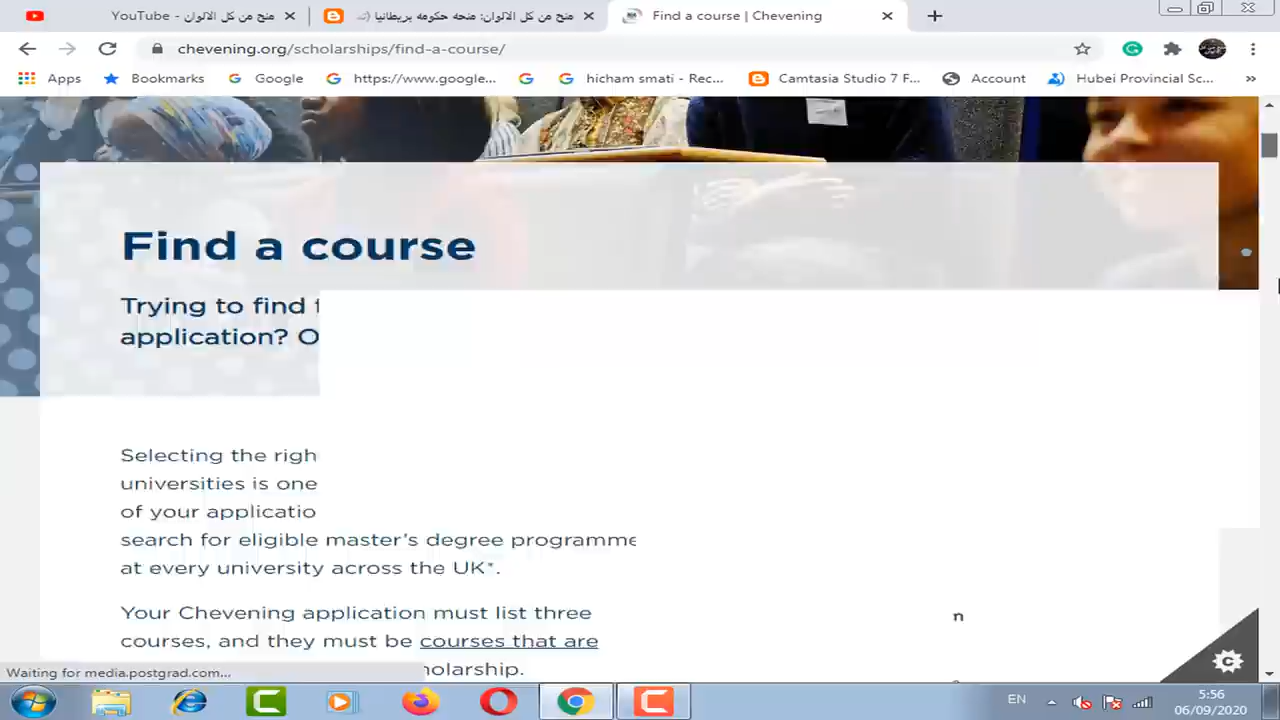 منح من كل الالوان - YouTube
منح من كل الالوان: منحه حكومه بريطانيا
Find a course | Chevening
chevening.org/scholarships/find-a-course/
Apps
Bookmarks
Google
https://www.google...
hicham smati - Rec...
Camtasia Studio 7 F...
Account
Hubei Provincial Sc...
»
Find a course
Trying to find
application? O
Selecting the righ
universities is one
of your applicatio
search for eligible master's degree programme
at every university across the UK*.
Your Chevening application must list three
courses, and they must be courses that are
holarship.
n
Waiting for media.postgrad.com...
EN
5:56
06/09/2020